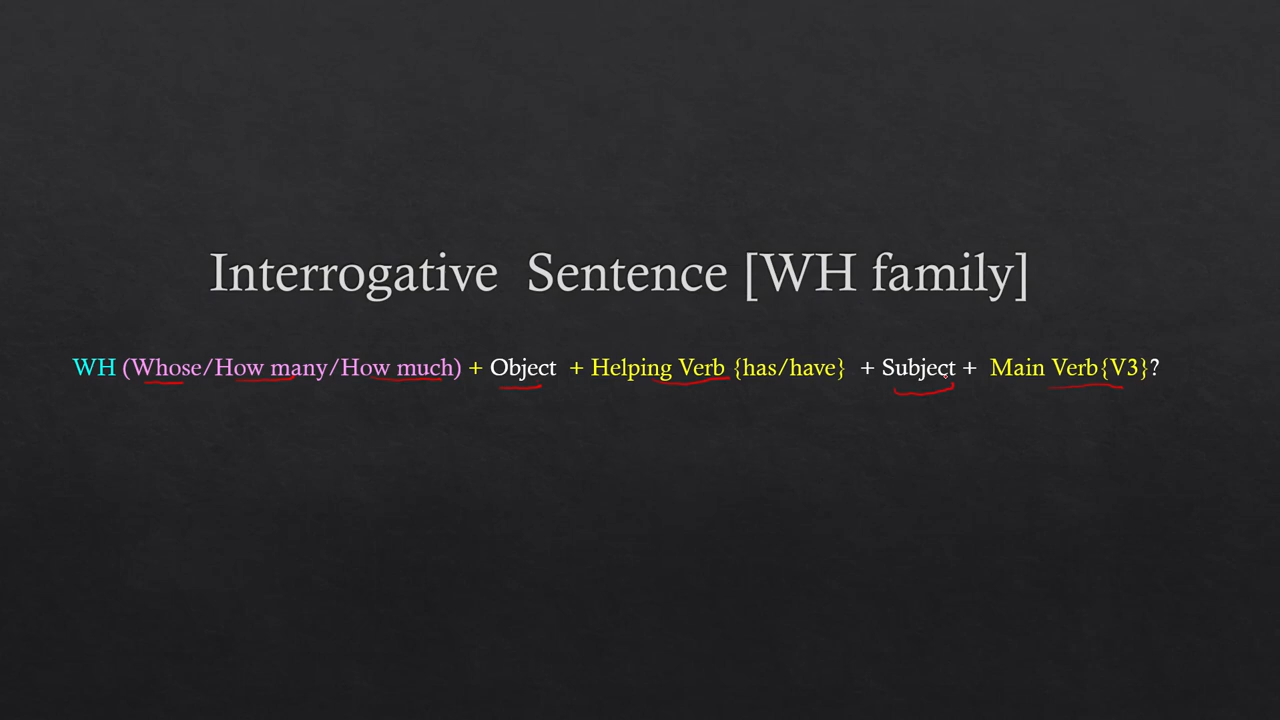 Interrogative Sentence [WH family]
WH (Whose/How many/How much) + Object + Helping Verb {has/have} + Subject + Main Verb{V3}?